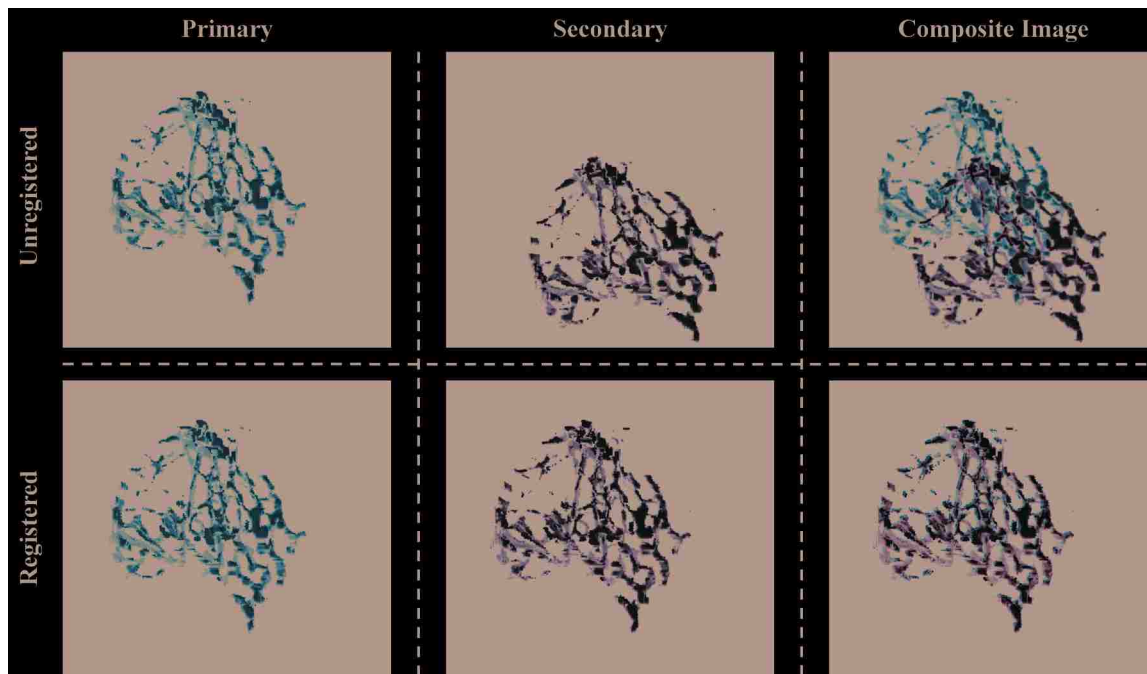 Primary
Secondary
Composite Image
Unregistered
Registered